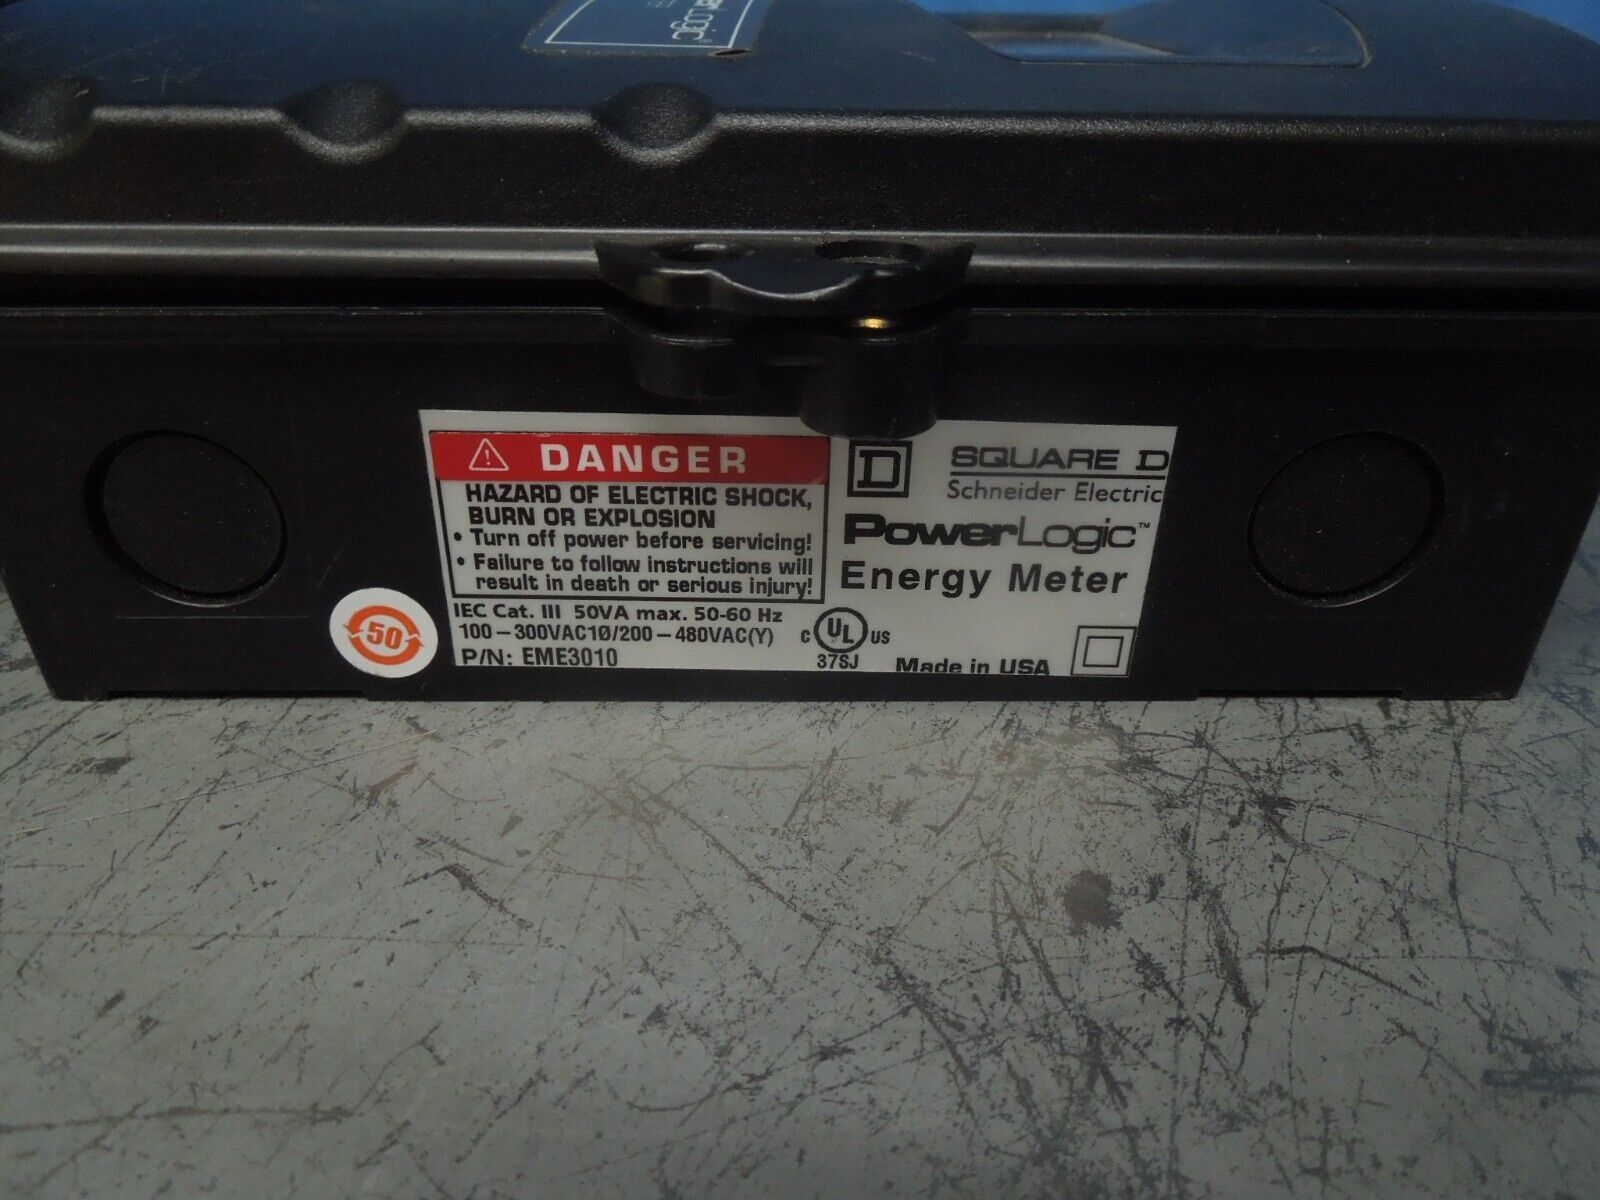 DANGER
HAZARD OF ELECTRIC SHOCK,
BURN OR EXPLOSION
• Turn off power before servicing!
• Failure to follow instructions will
result in death or serious injury!
IEC Cat. III 50VA max. 50-60 Hz
100-300VAC1Ø/200-480VAC(Y)
P/N: EME3010
D
SQUARE D
Schneider Electric
PowerLogic™
Energy Meter
C UL US
37SJ
Made in USA
50